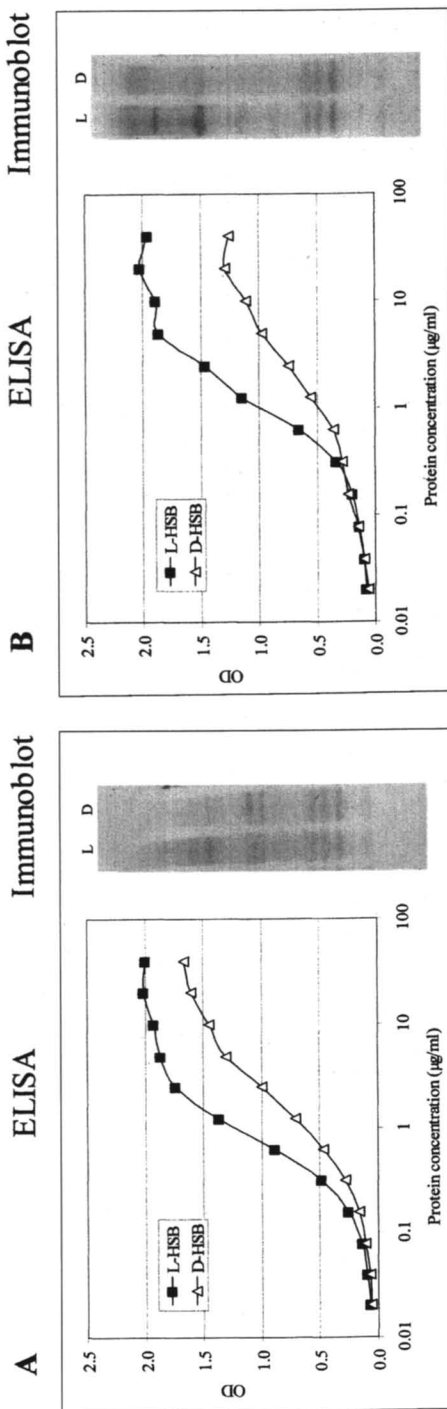 A
ELISA
Immunoblot
2.5
2.0
1.5
1.0
0.5
0.0
OD
L-HSB
D-HSB
0.01
0.1
1
10
100
Protein concentration (µg/ml)
L D
B
ELISA
Immunoblot
2.5
2.0
1.5
1.0
0.5
0.0
OD
L-HSB
D-HSB
0.01
0.1
1
10
100
Protein concentration (µg/ml)
L D